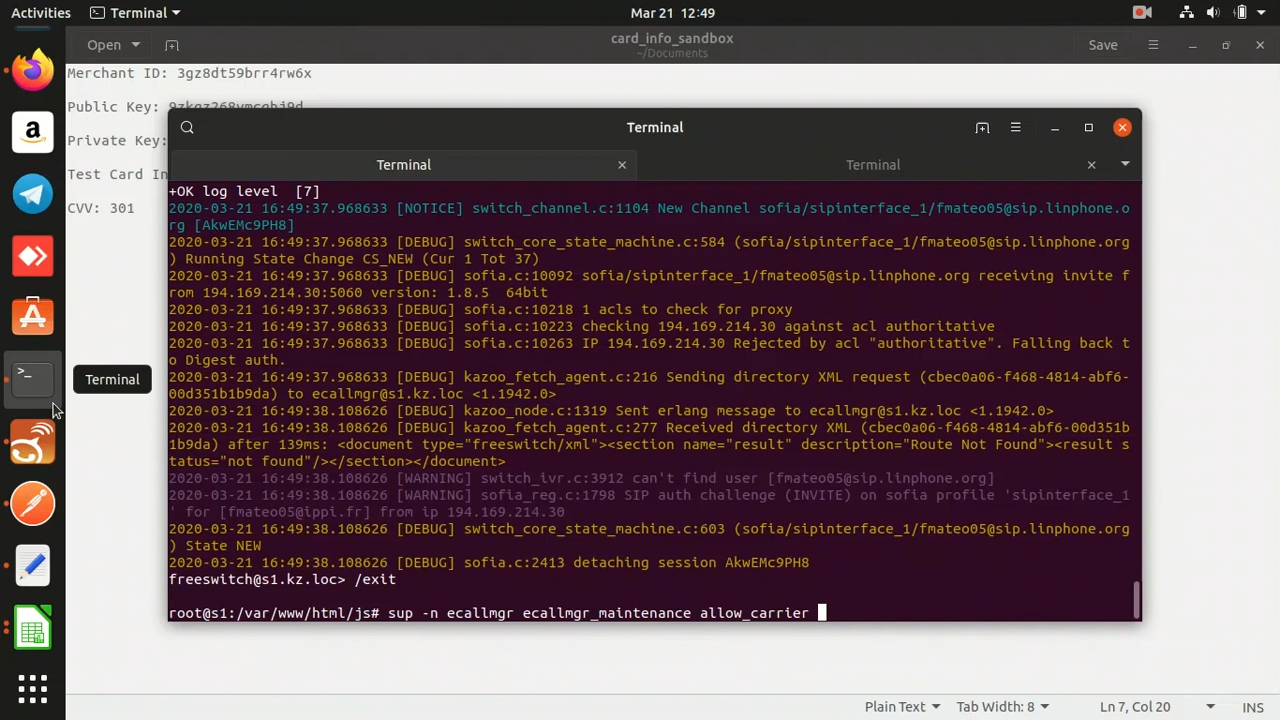 Activities
Terminal
Mar 21 12:49
Open
card_info_sandbox
~/Documents
Save
Merchant ID: 3gz8dt59brr4rw6x
Public Key:
Private Key:
Test Card In
CVV: 301
Terminal
Terminal
Terminal
+OK log level  [7]
2020-03-21 16:49:37.968633 [NOTICE] switch_channel.c:1104 New Channel sofia/sipinterface_1/fmateo05@sip.linphone.o
rg [AkwEMc9PH8]
2020-03-21 16:49:37.968633 [DEBUG] switch_core_state_machine.c:584 (sofia/sipinterface_1/fmateo05@sip.linphone.org
) Running State Change CS_NEW (Cur 1 Tot 37)
2020-03-21 16:49:37.968633 [DEBUG] sofia.c:10092 sofia/sipinterface_1/fmateo05@sip.linphone.org receiving invite f
rom 194.169.214.30:5060 version: 1.8.5  64bit
2020-03-21 16:49:37.968633 [DEBUG] sofia.c:10218 1 acls to check for proxy
2020-03-21 16:49:37.968633 [DEBUG] sofia.c:10223 checking 194.169.214.30 against acl authoritative
2020-03-21 16:49:37.968633 [DEBUG] sofia.c:10263 IP 194.169.214.30 Rejected by acl "authoritative". Falling back t
o Digest auth.
2020-03-21 16:49:37.968633 [DEBUG] kazoo_fetch_agent.c:216 Sending directory XML request (cbec0a06-f468-4814-abf6-
00d351b1b9da) to ecallmgr@s1.kz.loc <1.1942.0>
2020-03-21 16:49:38.108626 [DEBUG] kazoo_node.c:1319 Sent erlang message to ecallmgr@s1.kz.loc <1.1942.0>
2020-03-21 16:49:38.108626 [DEBUG] kazoo_fetch_agent.c:277 Received directory XML (cbec0a06-f468-4814-abf6-00d351b
1b9da) after 139ms: <document type="freeswitch/xml"><section name="result" description="Route Not Found"><result s
tatus="not found"/></section></document>
2020-03-21 16:49:38.108626 [WARNING] switch_ivr.c:3912 can't find user [fmateo05@sip.linphone.org]
2020-03-21 16:49:38.108626 [WARNING] sofia_reg.c:1798 SIP auth challenge (INVITE) on sofia profile 'sipinterface_1
' for [fmateo05@ippi.fr] from ip 194.169.214.30
2020-03-21 16:49:38.108626 [DEBUG] switch_core_state_machine.c:603 (sofia/sipinterface_1/fmateo05@sip.linphone.org
) State NEW
2020-03-21 16:49:38.108626 [DEBUG] sofia.c:2413 detaching session AkwEMc9PH8
freeswitch@s1.kz.loc> /exit
root@s1:/var/www/html/js# sup -n ecallmgr ecallmgr_maintenance allow_carrier
Terminal
Plain Text
Tab Width: 8
Ln 7, Col 20
INS